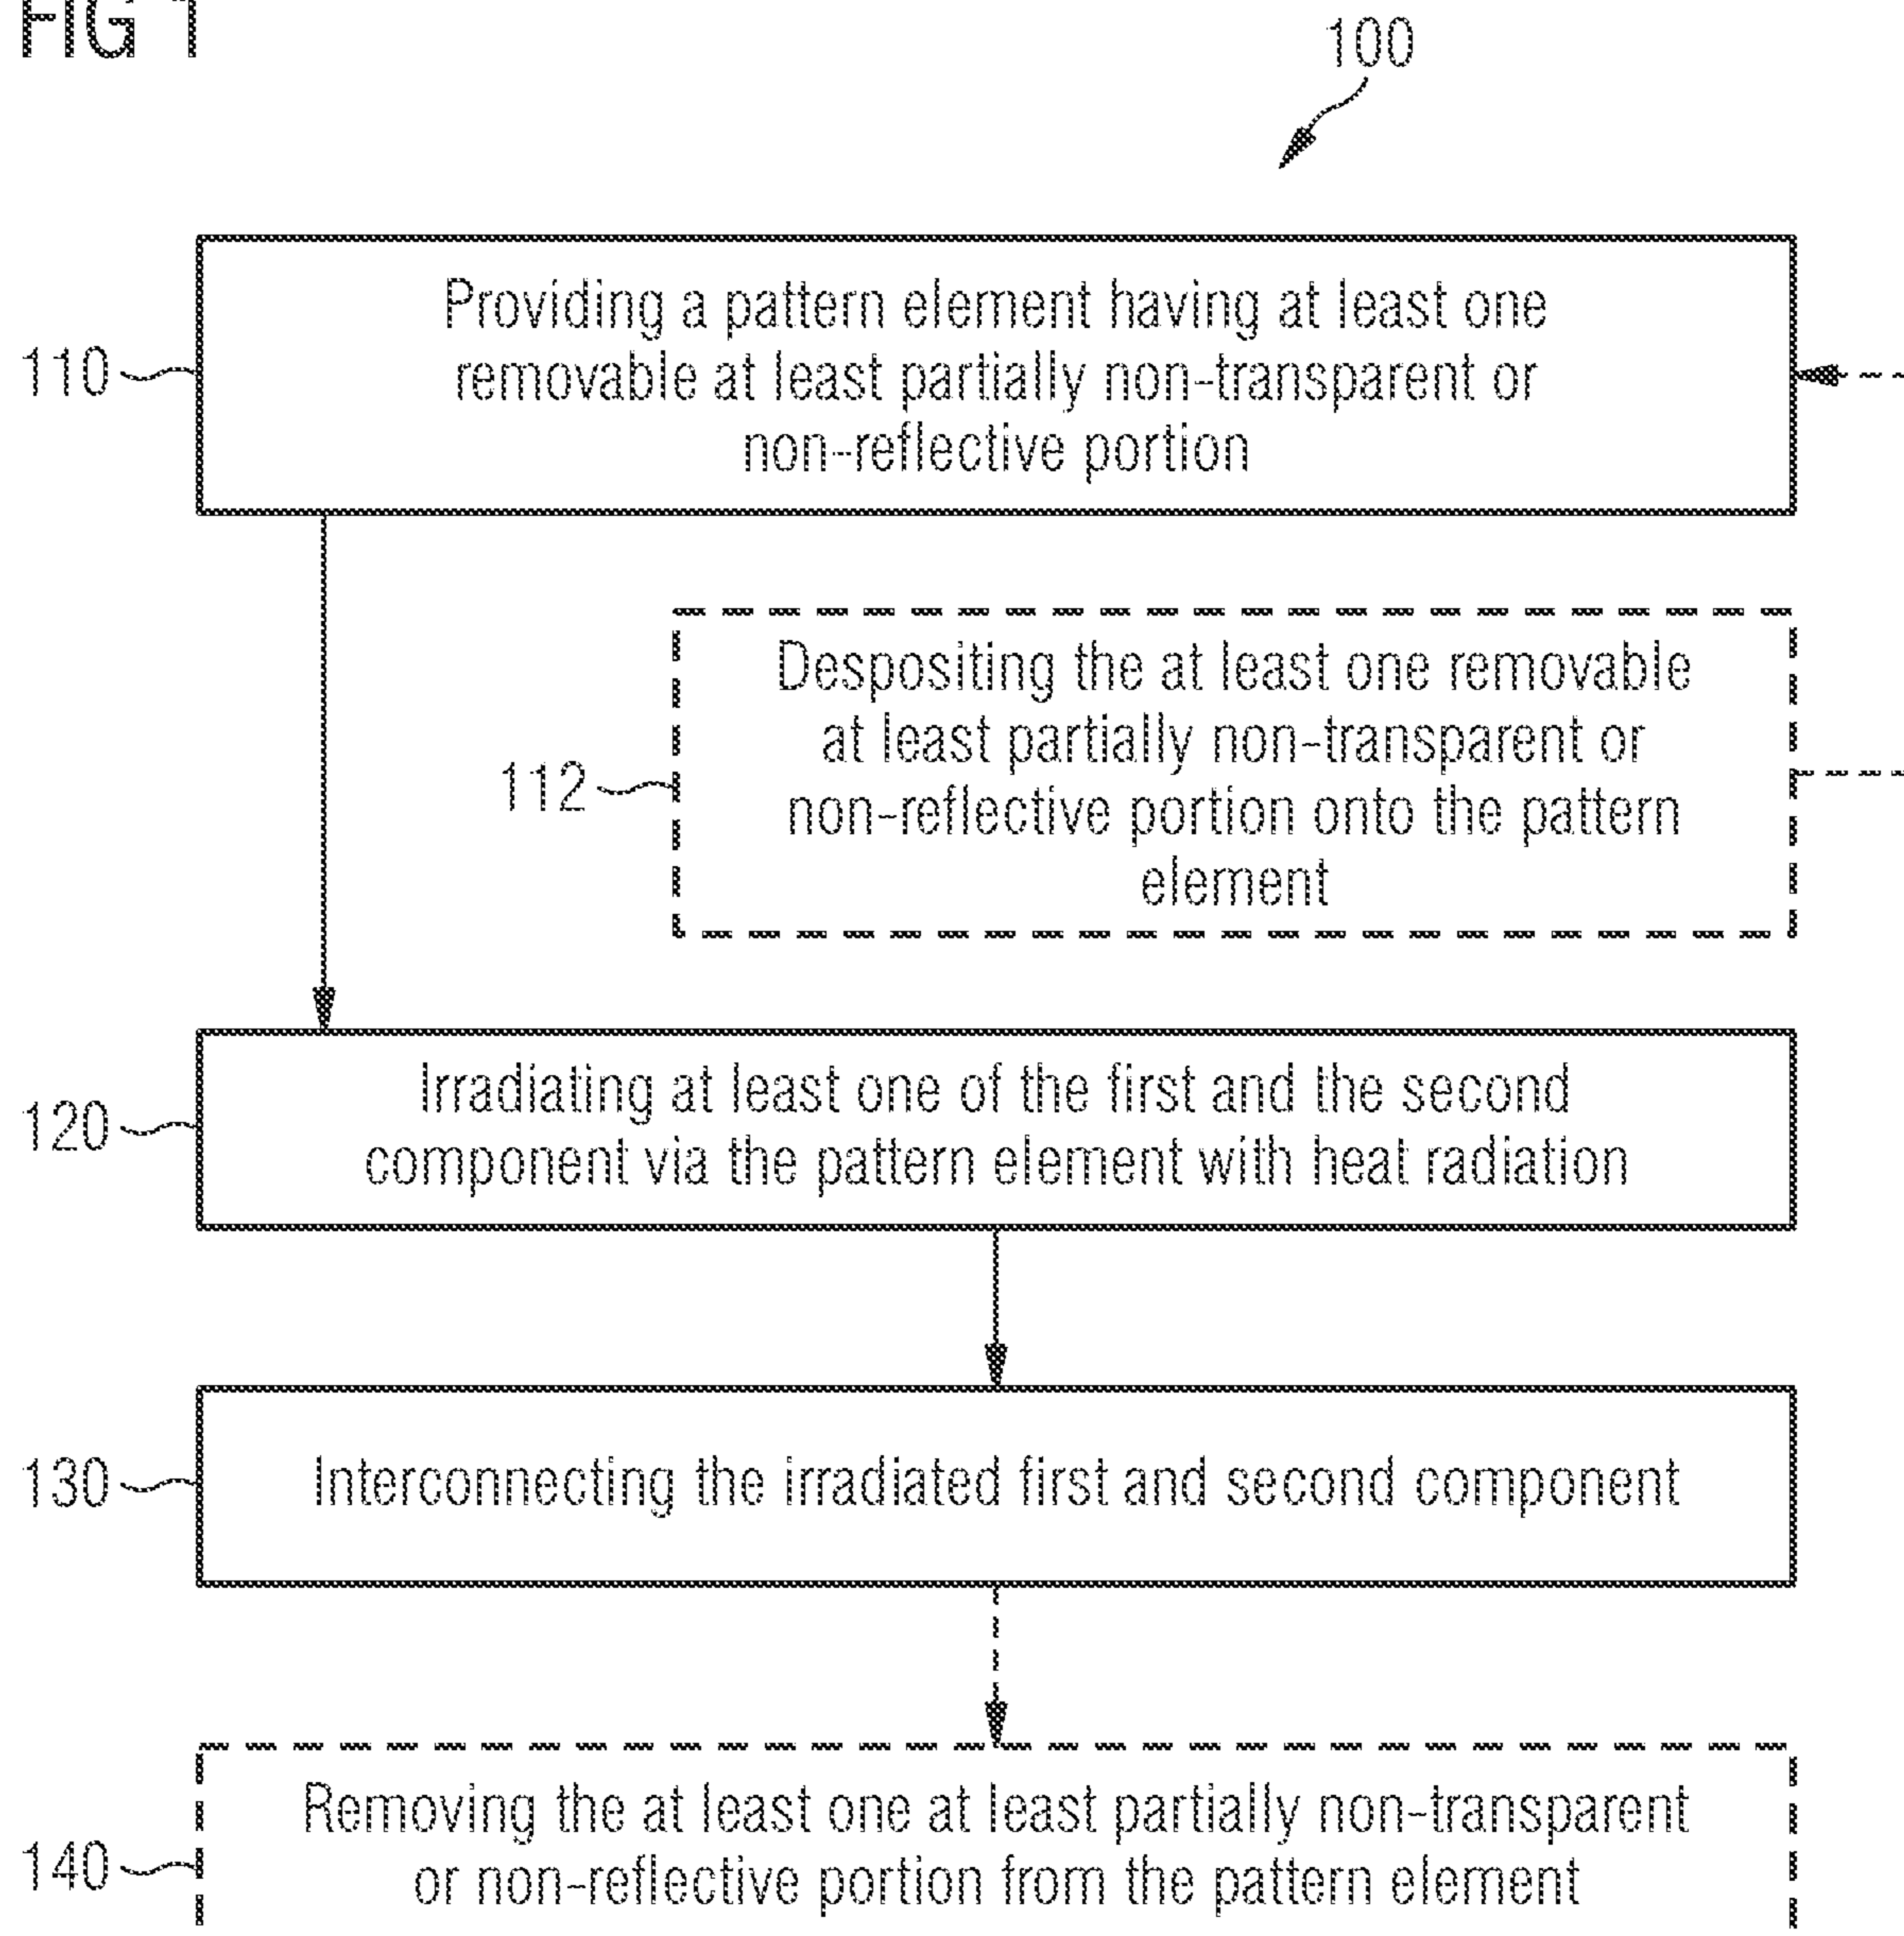 FIG 1
100
110
Providing a pattern element having at least one
removable at least partially non-transparent or
non-reflective portion
112
Despositing the at least one removable
at least partially non-transparent or
non-reflective portion onto the pattern
element
120
Irradiating at least one of the first and the second
component via the pattern element with heat radiation
130
Interconnecting the irradiated first and second component
140
Removing the at least one at least partially non-transparent
or non-reflective portion from the pattern element